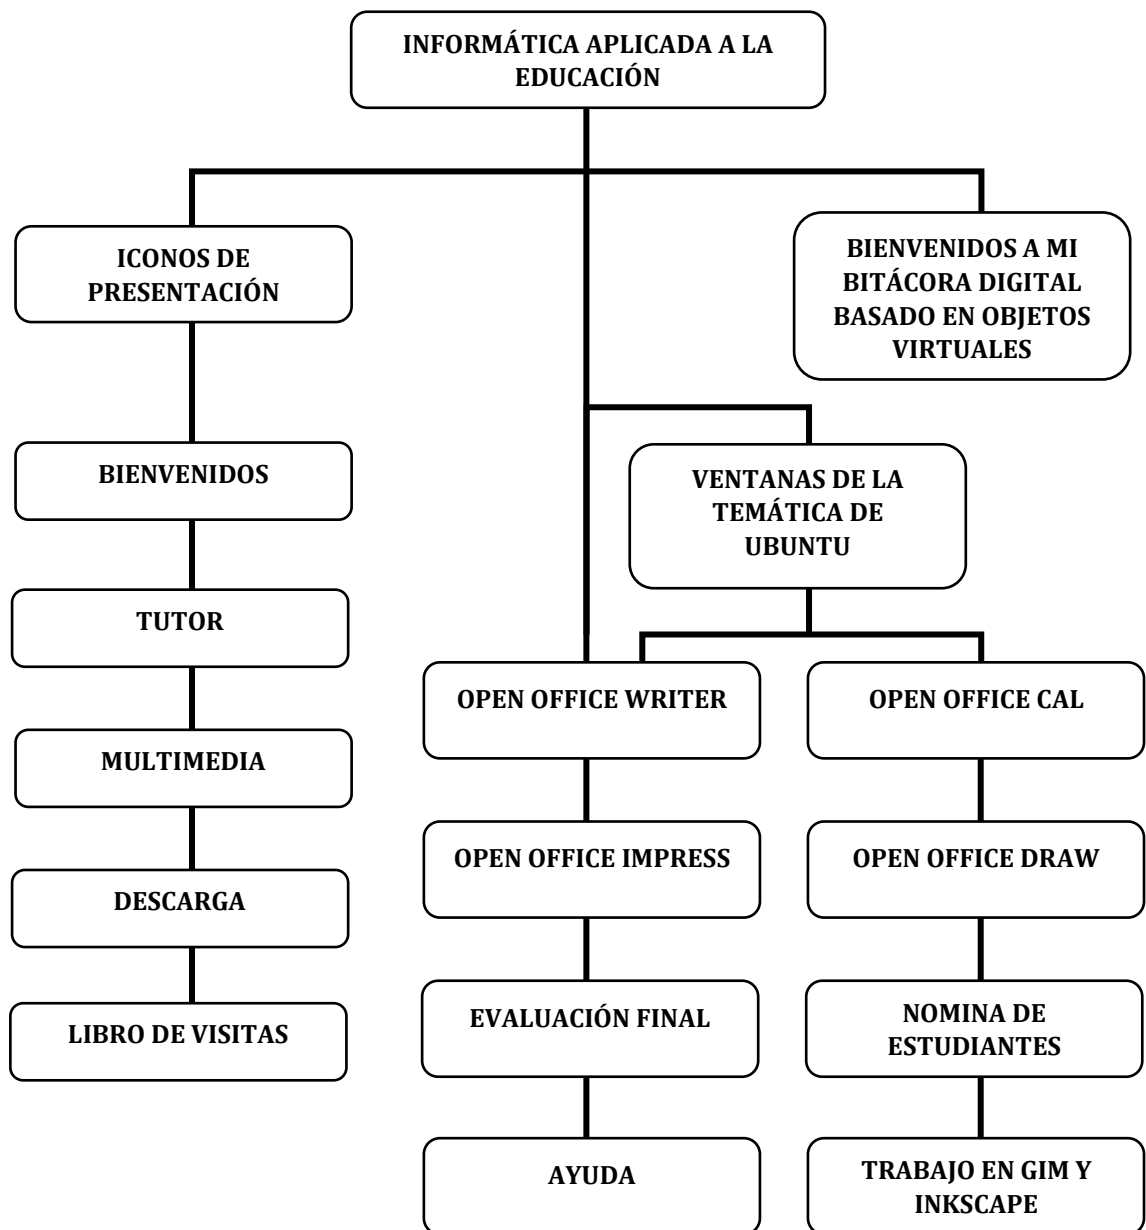 INFORMÁTICA APLICADA A LA
EDUCACIÓN
ICONOS DE
PRESENTACIÓN
BIENVENIDOS A MI
BITÁCORA DIGITAL
BASADO EN OBJETOS
VIRTUALES
BIENVENIDOS
VENTANAS DE LA
TEMÁTICA DE
UBUNTU
TUTOR
OPEN OFFICE WRITER
OPEN OFFICE CAL
MULTIMEDIA
OPEN OFFICE IMPRESS
OPEN OFFICE DRAW
DESCARGA
EVALUACIÓN FINAL
NOMINA DE
ESTUDIANTES
LIBRO DE VISITAS
AYUDA
TRABAJO EN GIM Y
INKSCAPE